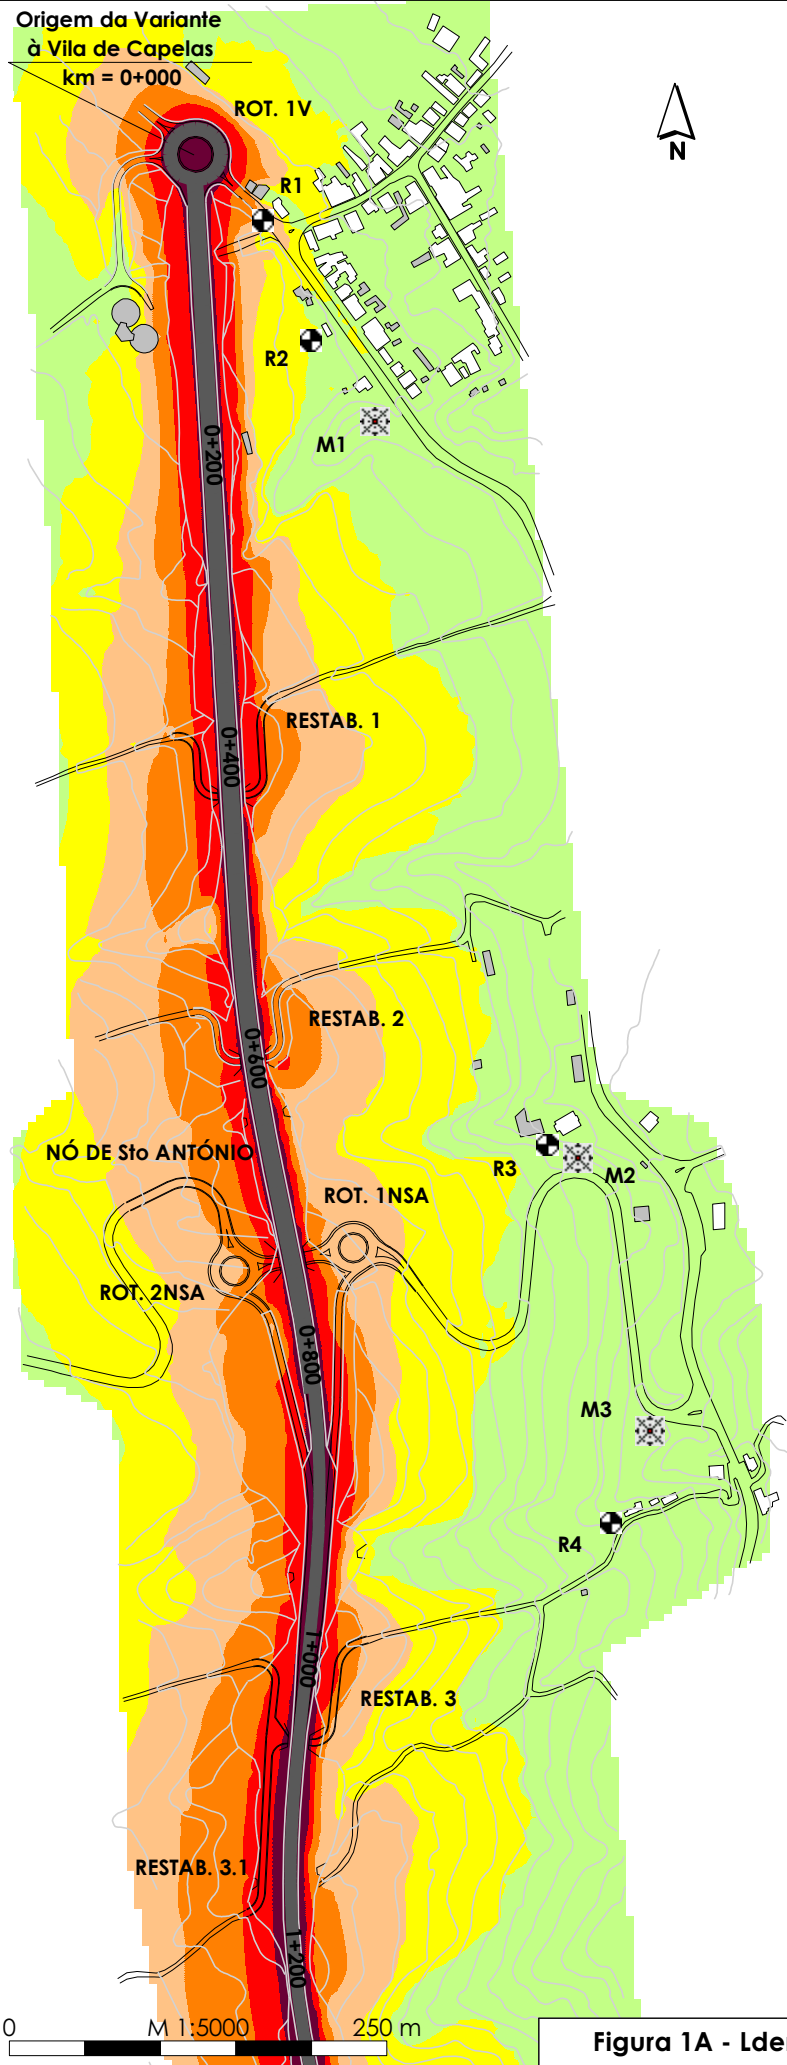 Origem da Variante
à Vila de Capelas
km = 0+000
ROT. 1V
N
R1
R2
M1
0+200
RESTAB. 1
0+400
RESTAB. 2
0+600
NÓ DE Sto ANTÓNIO
R3
M2
ROT. 1NSA
ROT. 2NSA
0+800
M3
R4
1+000
RESTAB. 3
RESTAB. 3.1
1+200
0 M 1:5000 250 m
Figura 1A - Lde